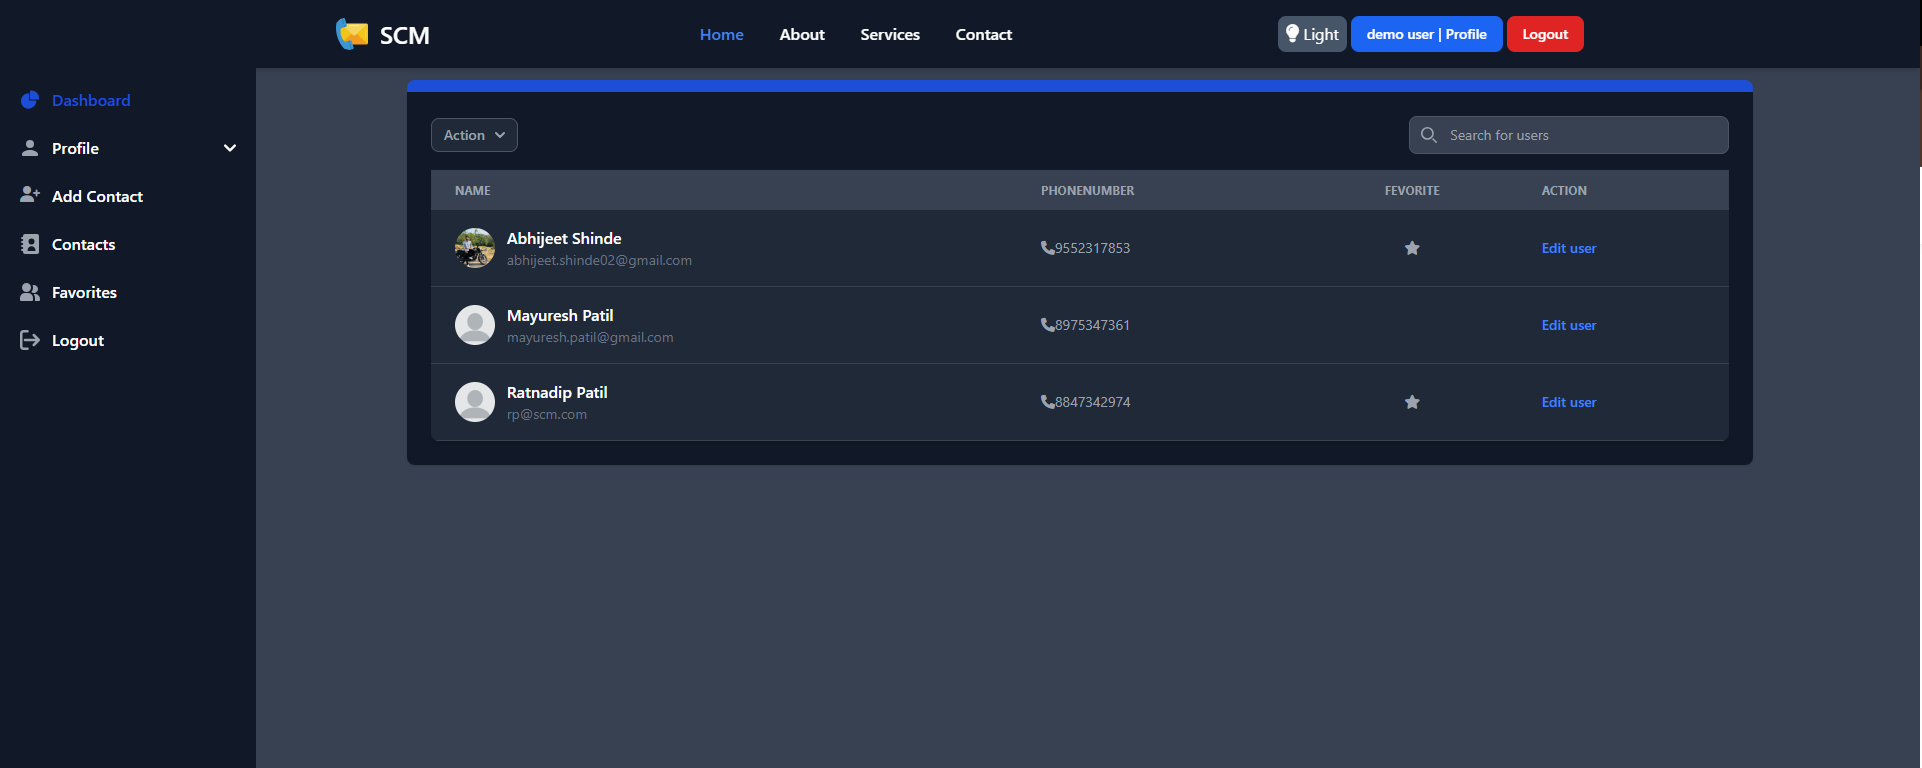 SCM
Home About Services Contact
Light demo user | Profile Logout
Dashboard
Profile
Add Contact
Contacts
Favorites
Logout
Action
Search for users
NAME PHONENUMBER FEVORITE ACTION
Abhijeet Shinde
abhijeet.shinde02@gmail.com
9552317853
Edit user
Mayuresh Patil
mayuresh.patil@gmail.com
8975347361
Edit user
Ratnadip Patil
rp@scm.com
8847342974
Edit user